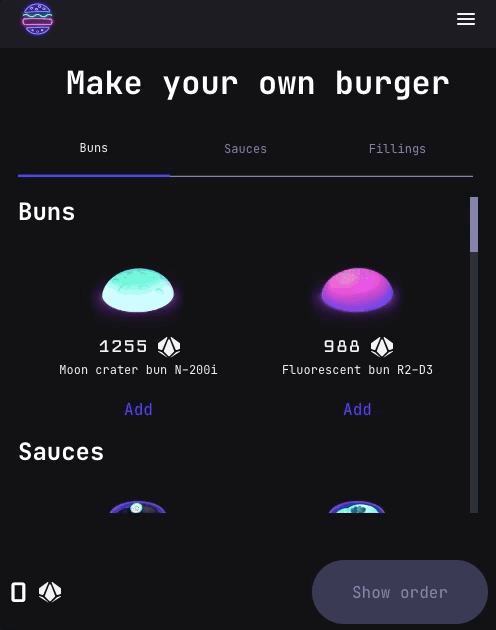 Make your own burger
Buns Sauces Fillings
Buns
1255 988
Moon crater bun N-200i Fluorescent bun R2-D3
Add Add
Sauces
0 Show order